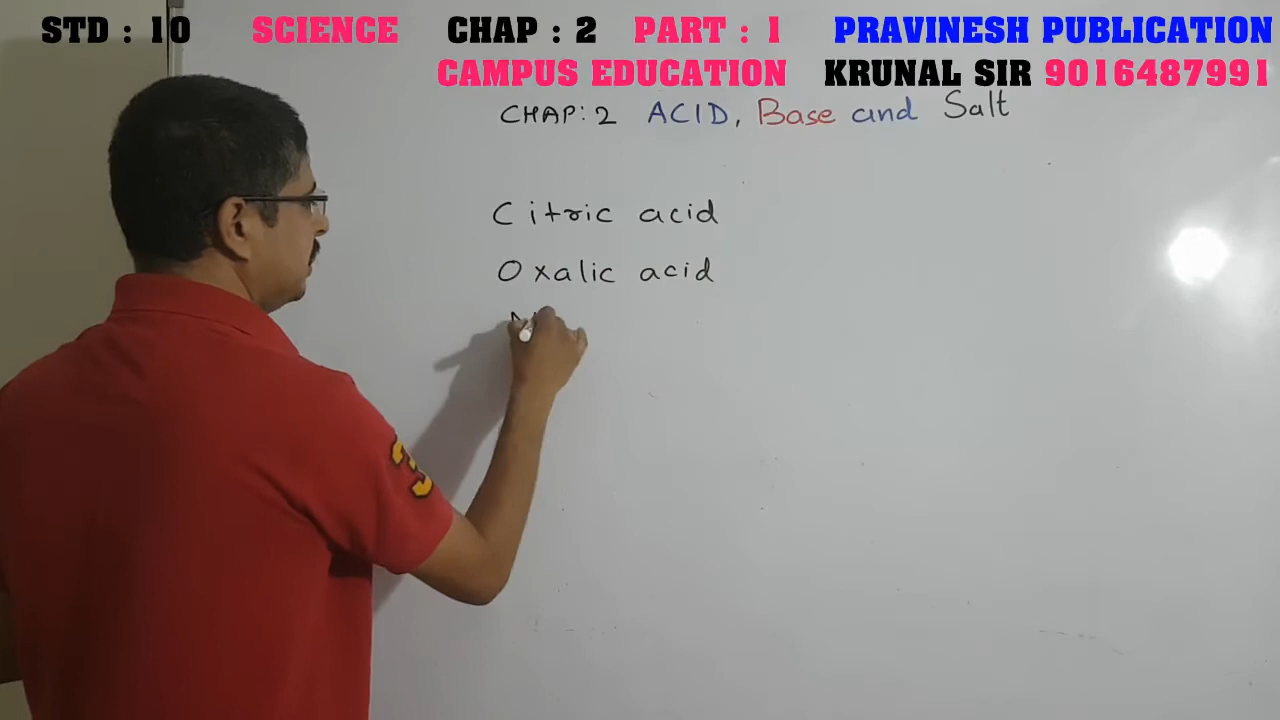 STD : 10 SCIENCE CHAP : 2 PART : 1 PRAVINESH PUBLICATION
CAMPUS EDUCATION KRUNAL SIR 9016487991
CHAP: 2 ACID, Base and Salt
Citric acid
Oxalic acid
3